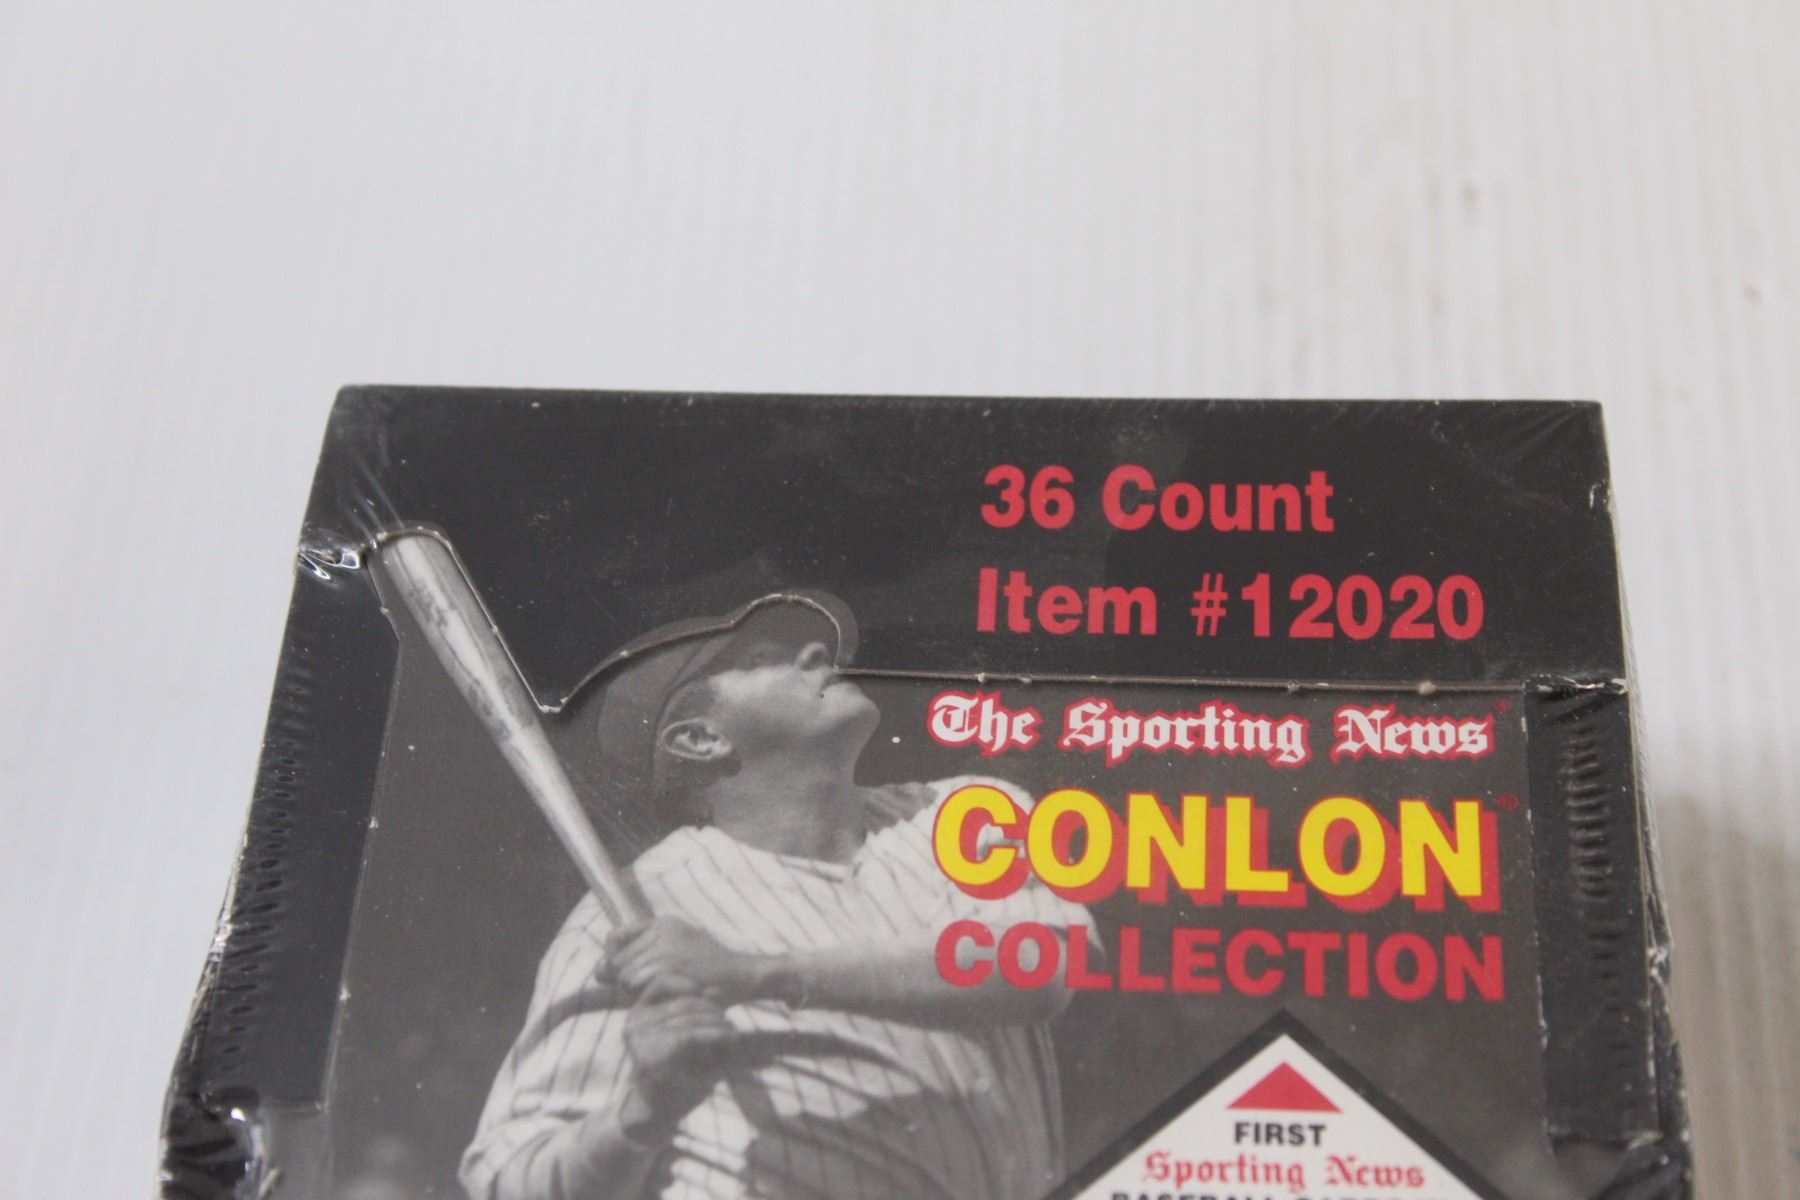 36 Count
Item #12020
The Sporting News®
CONLON®
COLLECTION
FIRST
Sporting News